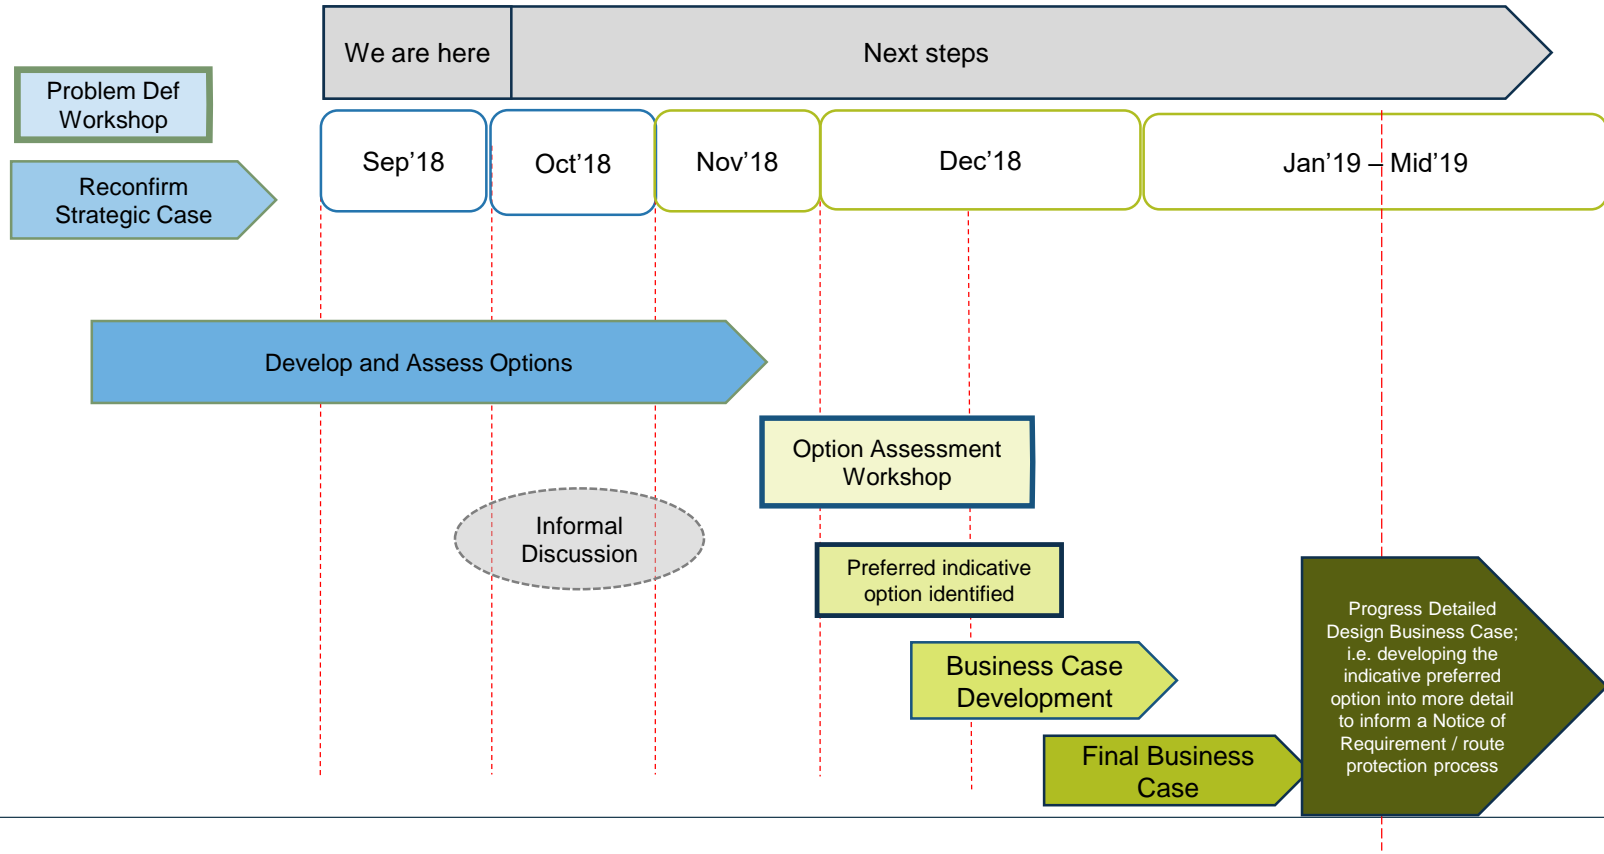 We are here
Next steps
Problem Def
Workshop
Sep’18
Oct’18
Nov’18
Dec’18
Jan’19 – Mid’19
Reconfirm
Strategic Case
Develop and Assess Options
Option Assessment
Workshop
Informal
Discussion
Preferred indicative
option identified
Business Case
Development
Final Business
Case
Progress Detailed
Design Business Case;
i.e. developing the
indicative preferred
option into more detail
to inform a Notice of
Requirement / route
protection process